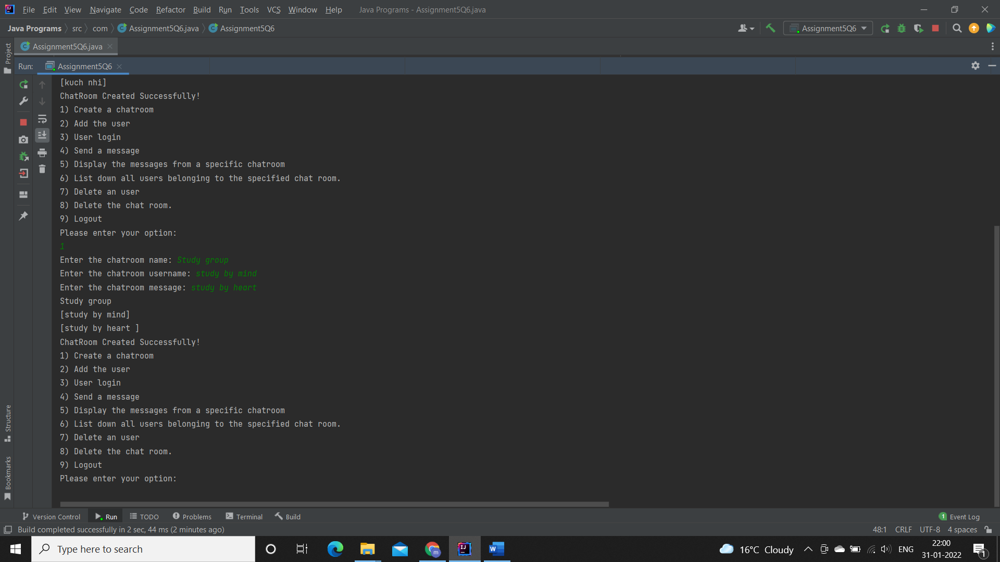 File Edit View Navigate Code Refactor Build Run Tools VCS Window Help Java Programs - Assignment5Q6.java
Java Programs src com Assignment5Q6.java Assignment5Q6 Assignment5Q6
Project
Assignment5Q6.java
Run: Assignment5Q6
[kuch nhi]
ChatRoom Created Successfully!
1) Create a chatroom
2) Add the user
3) User login
4) Send a message
5) Display the messages from a specific chatroom
6) List down all users belonging to the specified chat room.
7) Delete an user
8) Delete the chat room.
9) Logout
Please enter your option:
1
Enter the chatroom name: Study group
Enter the chatroom username: study by mind
Enter the chatroom message: study by heart
Study group
[study by mind]
[study by heart ]
ChatRoom Created Successfully!
1) Create a chatroom
2) Add the user
3) User login
4) Send a message
5) Display the messages from a specific chatroom
6) List down all users belonging to the specified chat room.
7) Delete an user
8) Delete the chat room.
9) Logout
Please enter your option:
Structure
Bookmarks
Version Control Run TODO Problems Terminal Build 1 Event Log
Build completed successfully in 2 sec, 44 ms (2 minutes ago) 48:1 CRLF UTF-8 4 spaces
Type here to search 16°C Cloudy ENG 22:00
31-01-2022 1